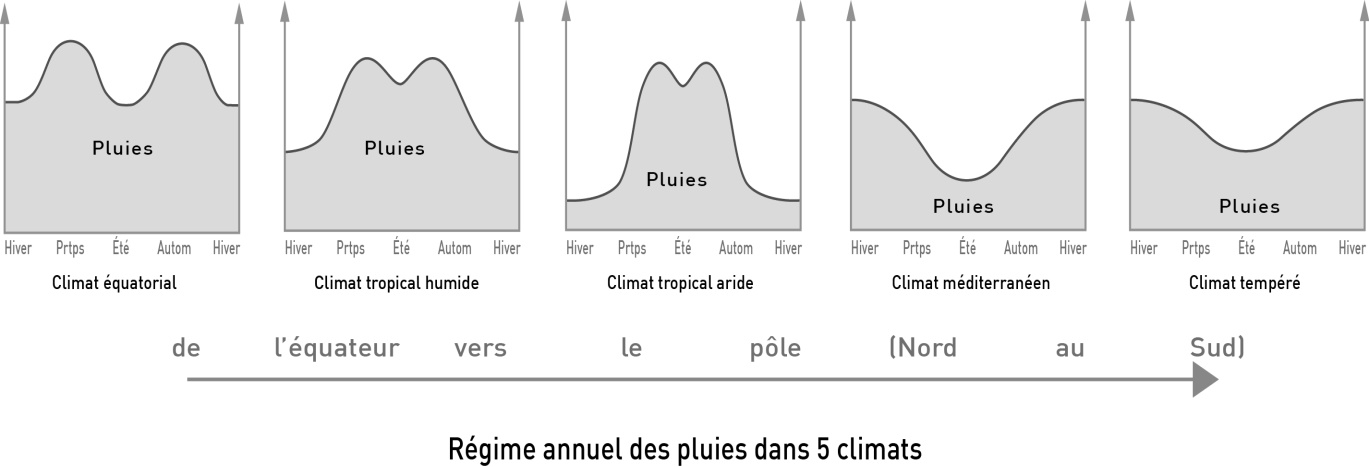 Pluies
Pluies
Pluies
Pluies
Pluies
Hiver Prtps Été Autom Hiver
Hiver Prtps Été Autom Hiver
Hiver Prtps Été Autom Hiver
Hiver Prtps Été Autom Hiver
Hiver Prtps Été Autom Hiver
Climat équatorial
Climat tropical humide
Climat tropical aride
Climat méditerranéen
Climat tempéré
de l’équateur vers le pôle (Nord au Sud)
Régime annuel des pluies dans 5 climats